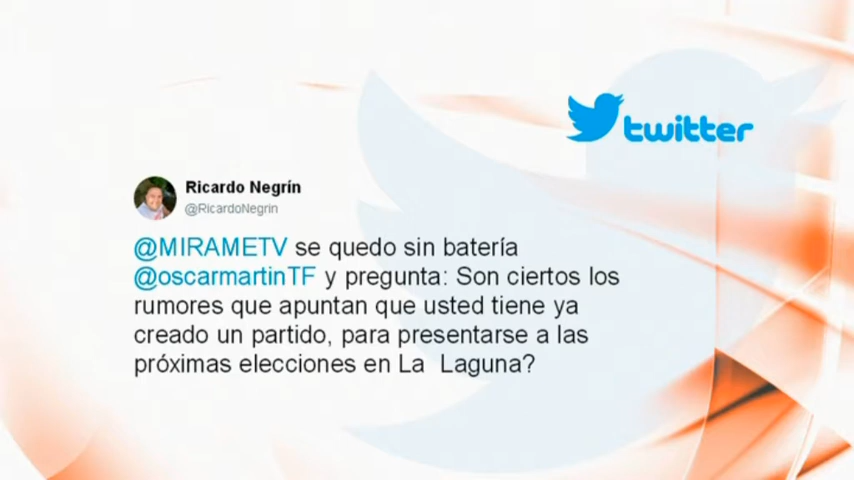 twitter
Ricardo Negrín
@RicardoNegrin
@MIRAMETV se quedo sin batería
@oscarmartinTF y pregunta: Son ciertos los
rumores que apuntan que usted tiene ya
creado un partido, para presentarse a las
próximas elecciones en La  Laguna?